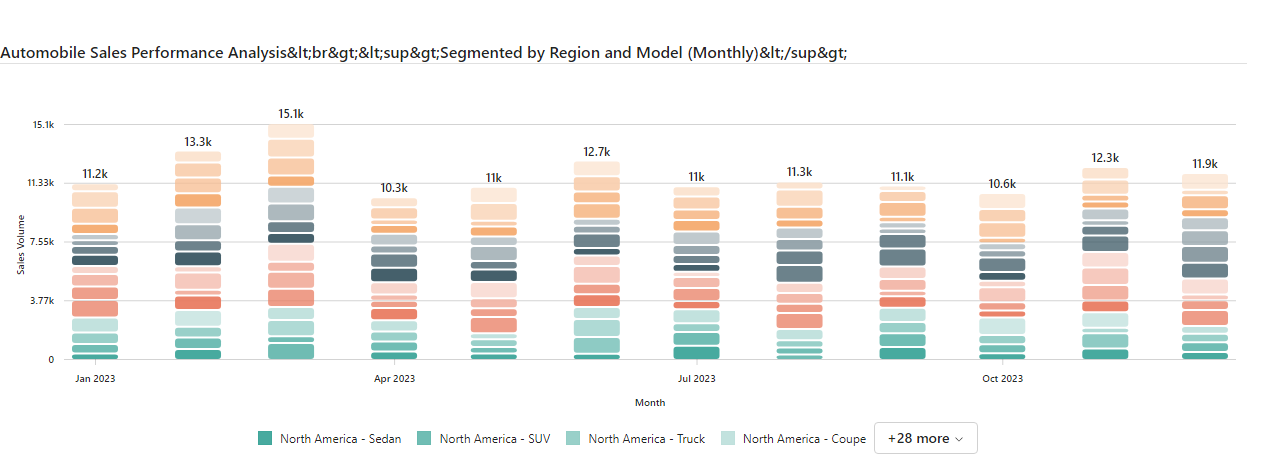 Automobile Sales Performance Analysis&lt;br&gt;&lt;sup&gt;Segmented by Region and Model (Monthly)&lt;/sup&gt;
15.1k
13.3k
12.7k
12.3k
11.2k
10.3k
11k
11k
11.3k
11.1k
10.6k
11.9k
15.1k
11.33k
7.55k
3.77k
0
Sales Volume
Jan 2023
Apr 2023
Jul 2023
Oct 2023
Month
North America - Sedan
North America - SUV
North America - Truck
North America - Coupe
+28 more